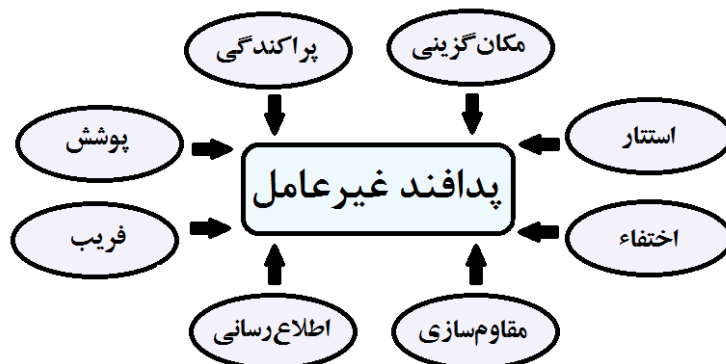 مکان‌گزینی
پراکندگی
استتار
پوشش
پدافند غیرعامل
اختفاء
فریب
مقاوم‌سازی
اطلاع‌رسانی